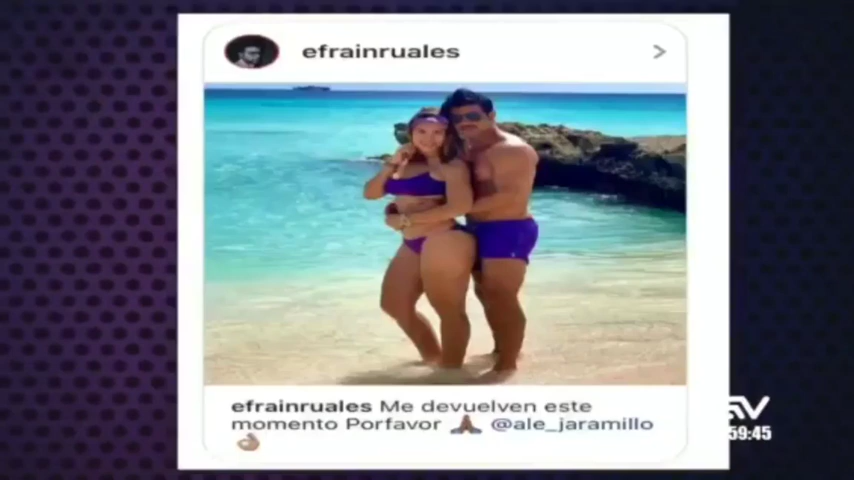 efrainruales
efrainruales Me devuelven este
momento Porfavor 🙏🏽 @ale_jaramillo
👌🏽
59:45